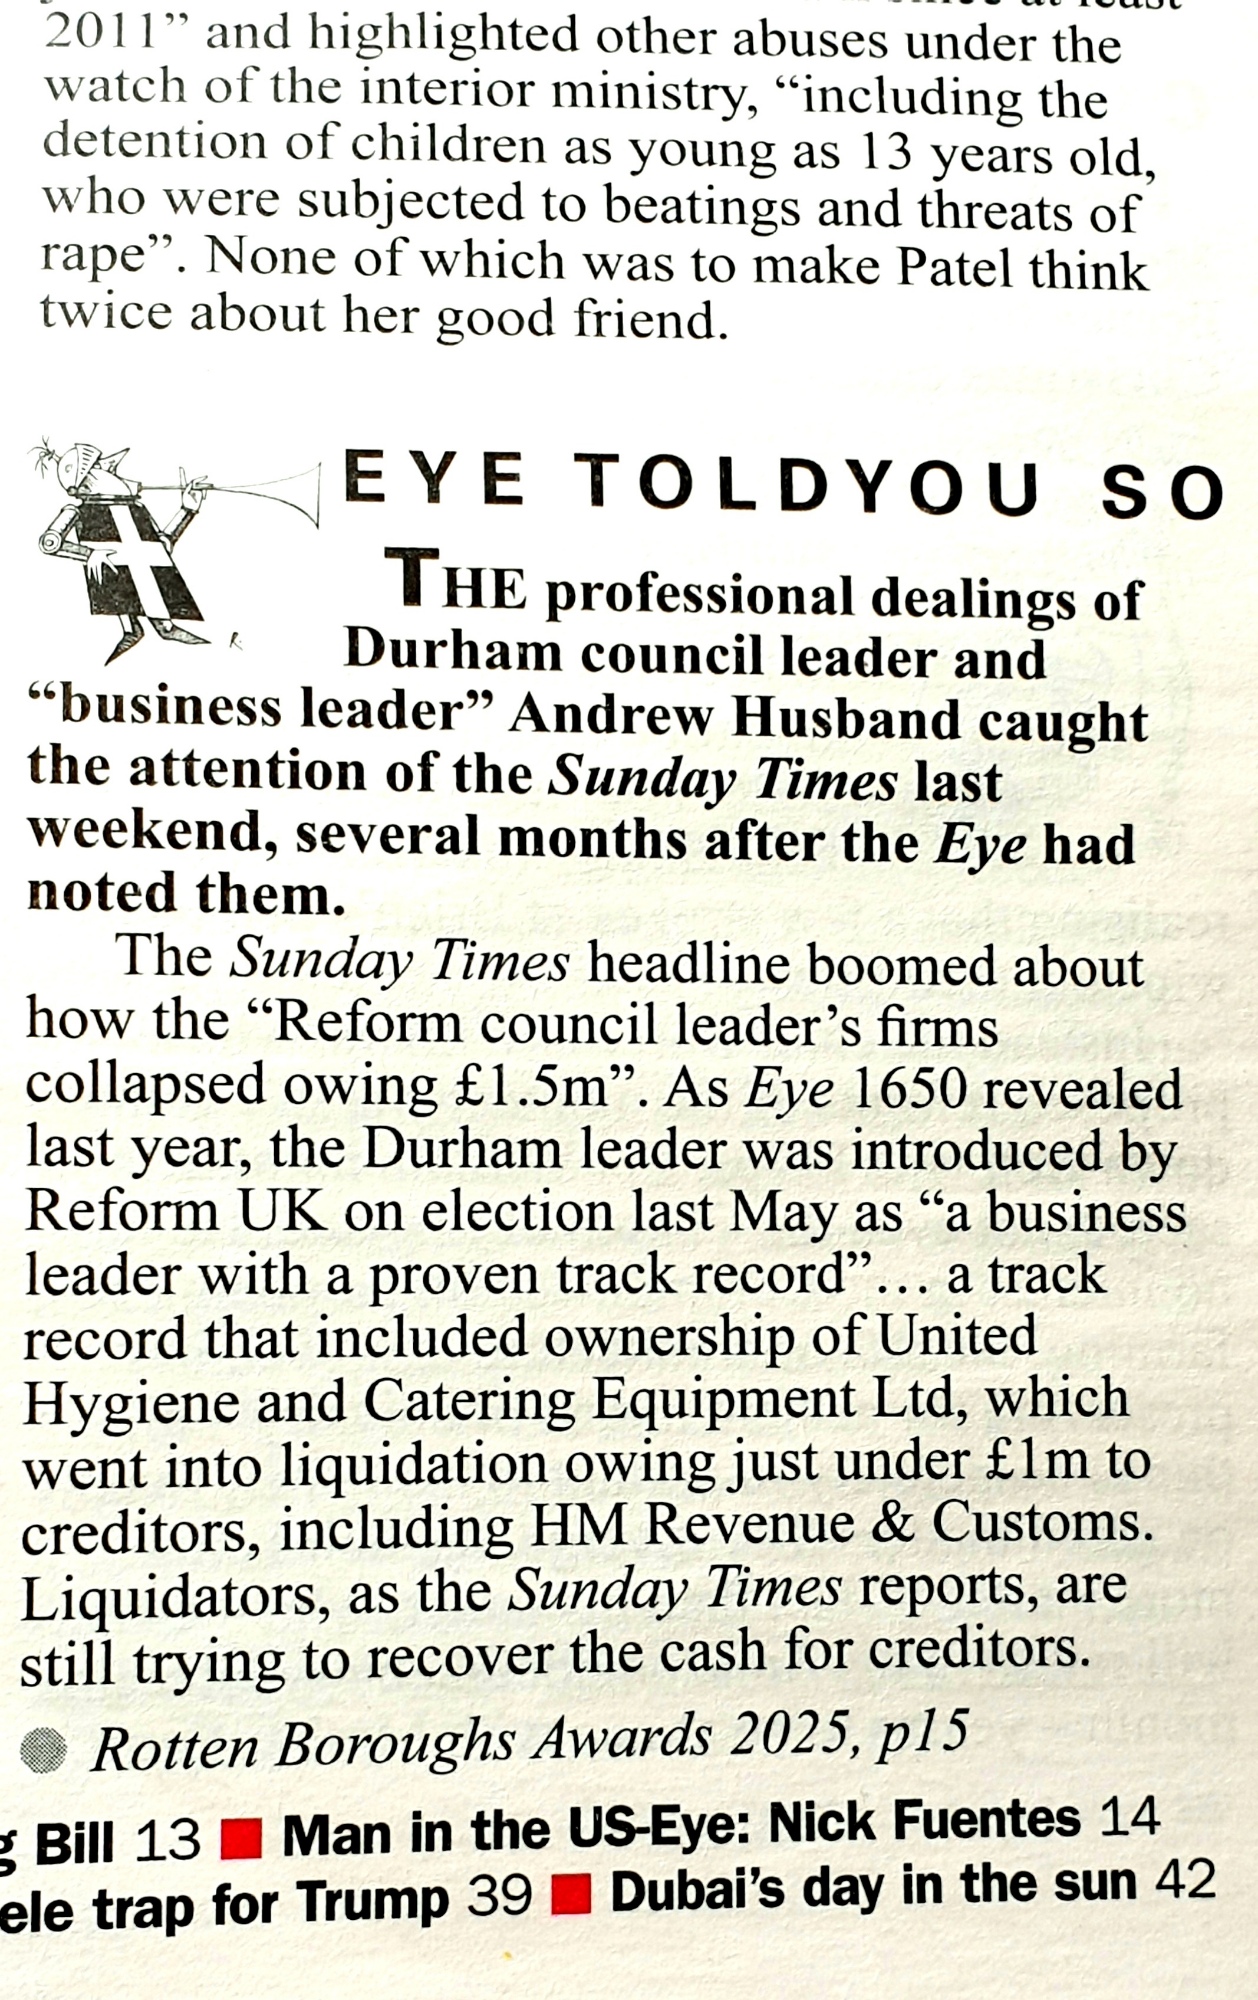 at least
2011” and highlighted other abuses under the
watch of the interior ministry, “including the
detention of children as young as 13 years old,
who were subjected to beatings and threats of
rape”. None of which was to make Patel think
twice about her good friend.
EYE TOLDYOU SO
THE professional dealings of
Durham council leader and
“business leader” Andrew Husband caught
the attention of the Sunday Times last
weekend, several months after the Eye had
noted them.
The Sunday Times headline boomed about
how the “Reform council leader’s firms
collapsed owing £1.5m”. As Eye 1650 revealed
last year, the Durham leader was introduced by
Reform UK on election last May as “a business
leader with a proven track record”... a track
record that included ownership of United
Hygiene and Catering Equipment Ltd, which
went into liquidation owing just under £1m to
creditors, including HM Revenue & Customs.
Liquidators, as the Sunday Times reports, are
still trying to recover the cash for creditors.
Rotten Boroughs Awards 2025, p15
g Bill 13 ■ Man in the US-Eye: Nick Fuentes 14
ele trap for Trump 39 ■ Dubai’s day in the sun 42